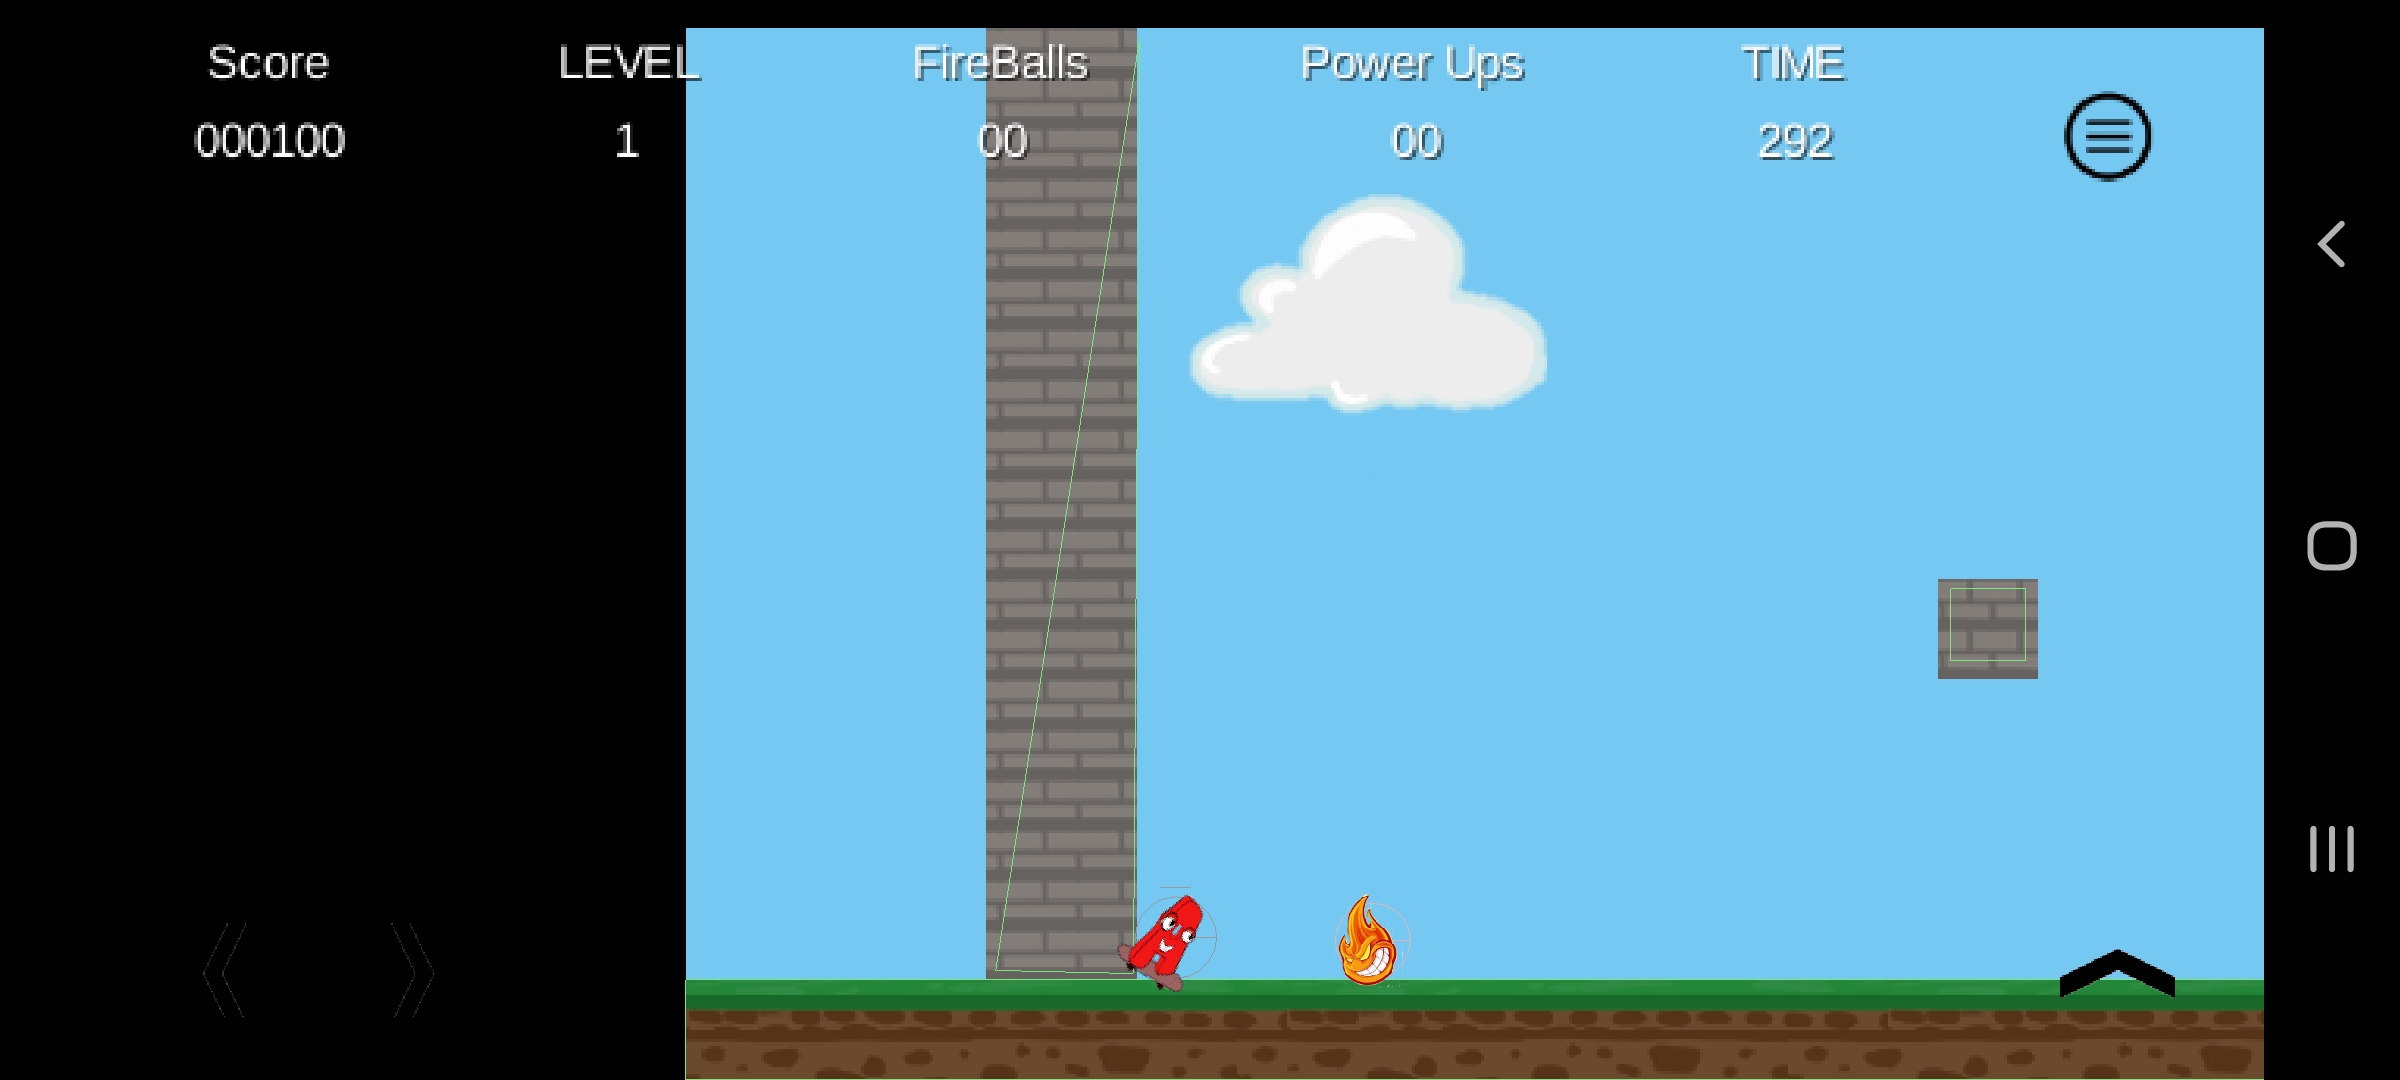 Score LEVEL FireBalls Power Ups TIME
000100 1 00 00 292